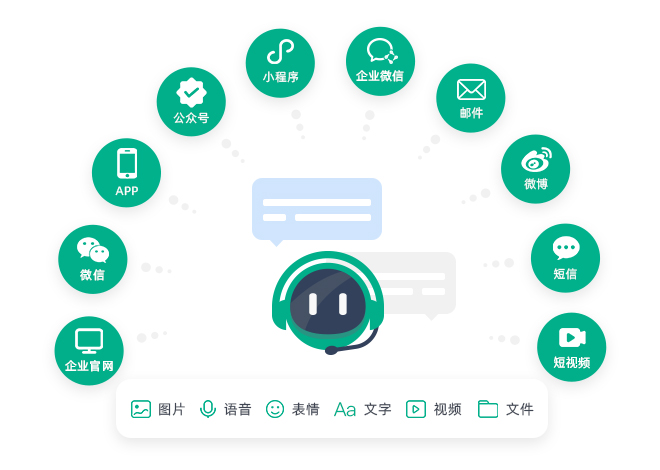 小程序
企业微信
公众号
邮件
APP
微博
微信
短信
企业官网
短视频
图片 语音 表情 Aa 文字 视频 文件